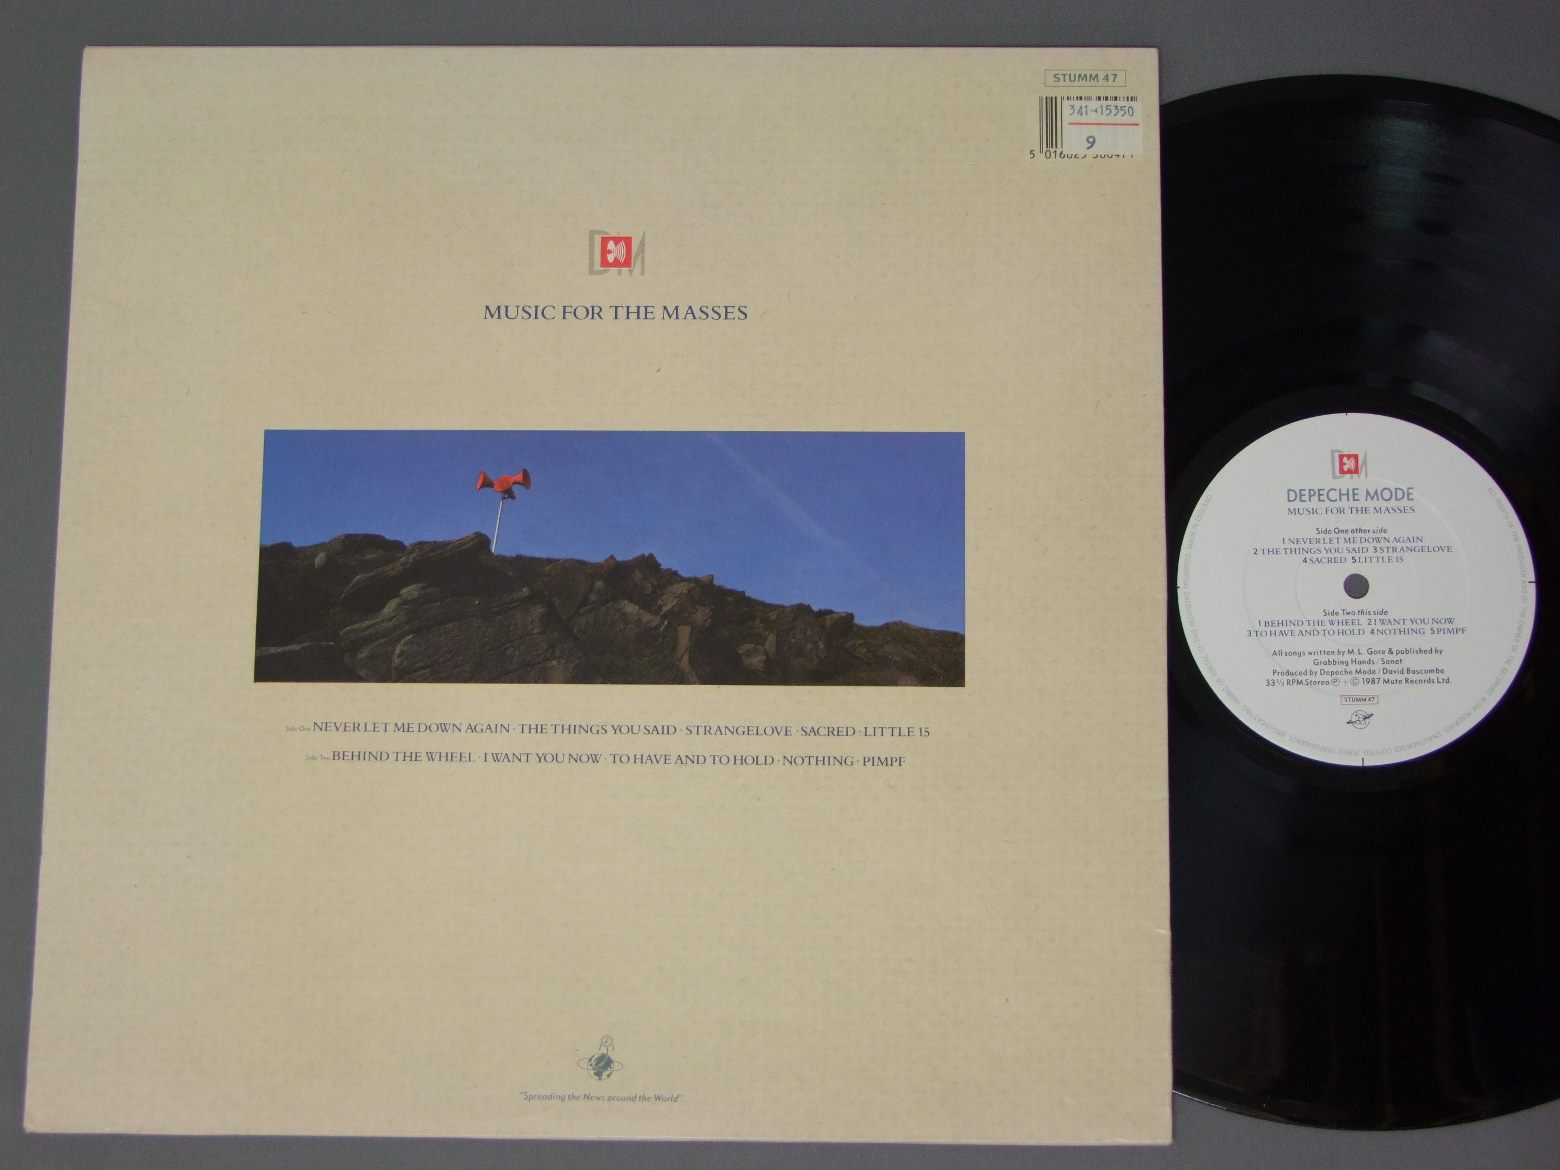 STUMM 47
341-15350
9
DM
MUSIC FOR THE MASSES
Side One NEVER LET ME DOWN AGAIN · THE THINGS YOU SAID · STRANGELOVE · SACRED · LITTLE 15
Side Two BEHIND THE WHEEL · I WANT YOU NOW · TO HAVE AND TO HOLD · NOTHING · PIMPF
"Spreading the News around the World"
DM
DEPECHE MODE
MUSIC FOR THE MASSES
Side One other side
1 NEVER LET ME DOWN AGAIN
2 THE THINGS YOU SAID 3 STRANGELOVE
4 SACRED 5 LITTLE 15
Side Two this side
1 BEHIND THE WHEEL 2 I WANT YOU NOW
3 TO HAVE AND TO HOLD 4 NOTHING 5 PIMPF
All songs written by M. L. Gore & published by
Grabbing Hands / Sonet
Produced by Depeche Mode / David Bascombe
33⅓ RPM Stereo Ⓟ + © 1987 Mute Records Ltd.
STUMM 47